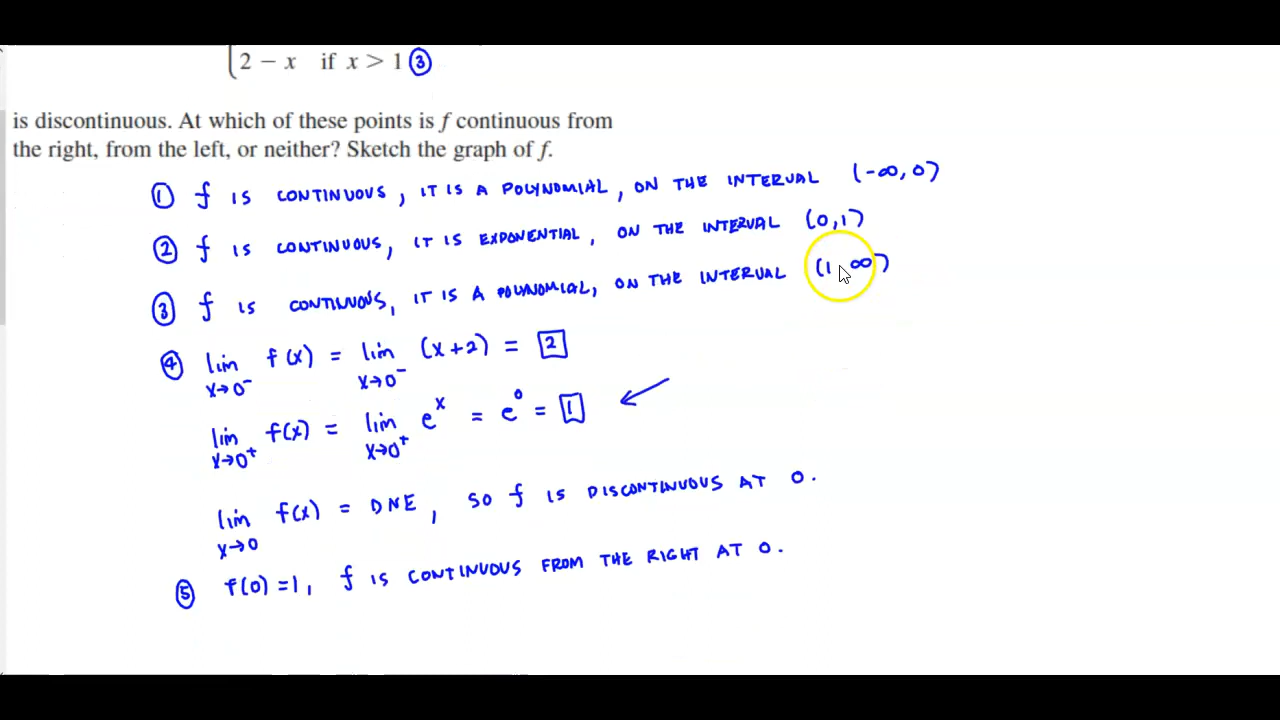 2 − x if x > 1 ③
is discontinuous. At which of these points is f continuous from
the right, from the left, or neither? Sketch the graph of f.
① f IS CONTINUOUS, IT IS A POLYNOMIAL, ON THE INTERVAL (-∞, 0)
② f IS CONTINUOUS, IT IS EXPONENTIAL, ON THE INTERVAL (0, 1)
③ f IS CONTINUOUS, IT IS A POLYNOMIAL, ON THE INTERVAL (1, ∞)
④ lim x→0⁻ f(x) = lim x→0⁻ (x+2) = 2
lim x→0⁺ f(x) = lim x→0⁺ eˣ = e⁰ = 1
lim x→0 f(x) = DNE, SO f IS DISCONTINUOUS AT 0.
⑤ f(0) = 1, f IS CONTINUOUS FROM THE RIGHT AT 0.